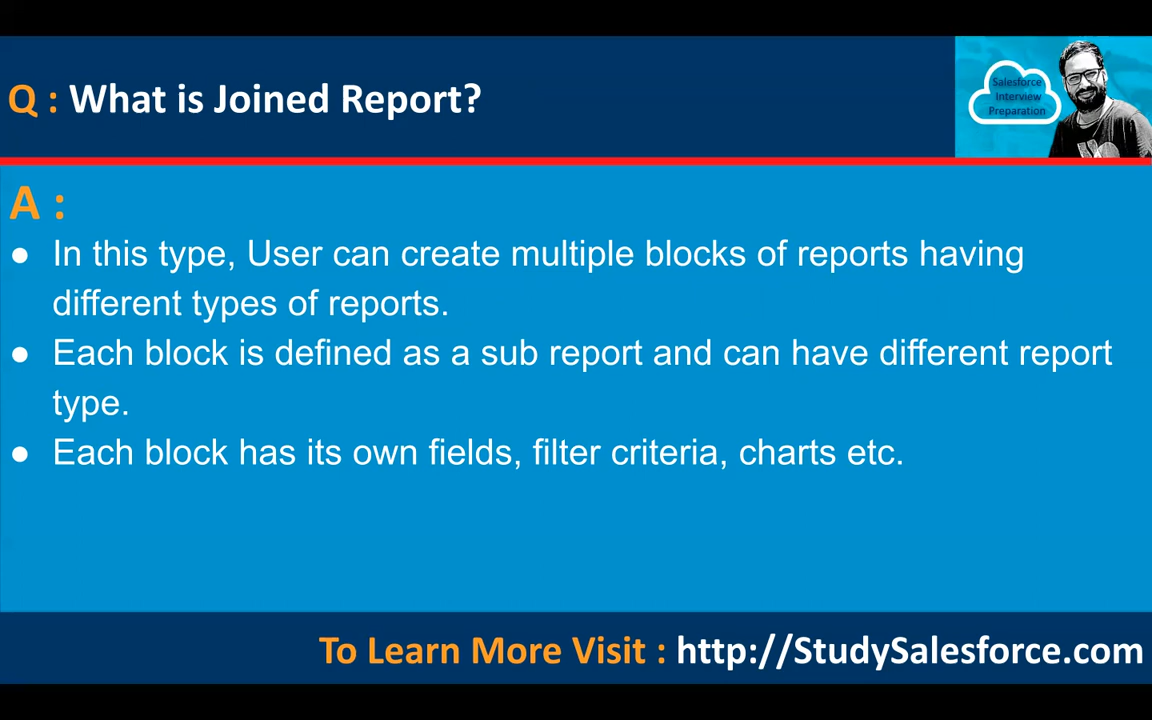 Q : What is Joined Report?
Salesforce
Interview
Preparation
A :
● In this type, User can create multiple blocks of reports having
different types of reports.
● Each block is defined as a sub report and can have different report
type.
● Each block has its own fields, filter criteria, charts etc.
To Learn More Visit : http://StudySalesforce.com